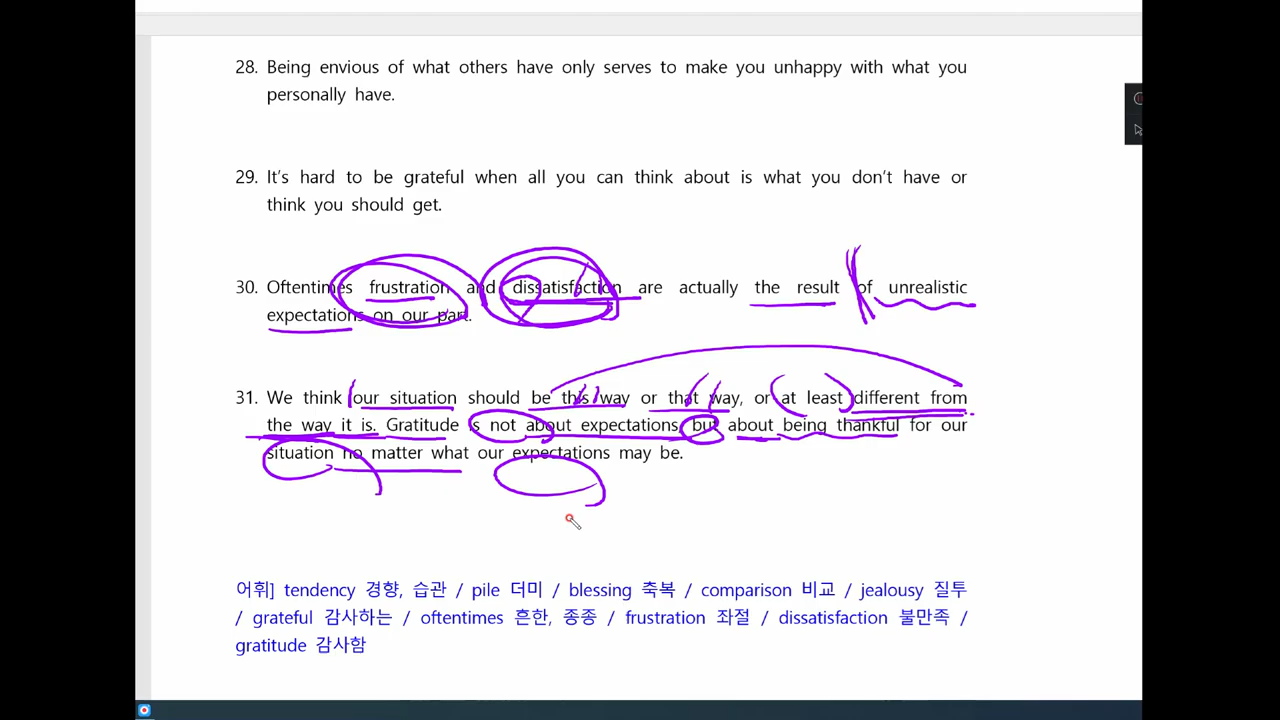 28. Being envious of what others have only serves to make you unhappy with what you
personally have.
29. It's hard to be grateful when all you can think about is what you don't have or
think you should get.
30. Oftentimes frustration and dissatisfaction are actually the result of unrealistic
expectations on our part.
31. We think our situation should be this way or that way, or at least different from
the way it is. Gratitude is not about expectations but about being thankful for our
situation no matter what our expectations may be.
어휘] tendency 경향, 습관 / pile 더미 / blessing 축복 / comparison 비교 / jealousy 질투
/ grateful 감사하는 / oftentimes 흔한, 종종 / frustration 좌절 / dissatisfaction 불만족 /
gratitude 감사함